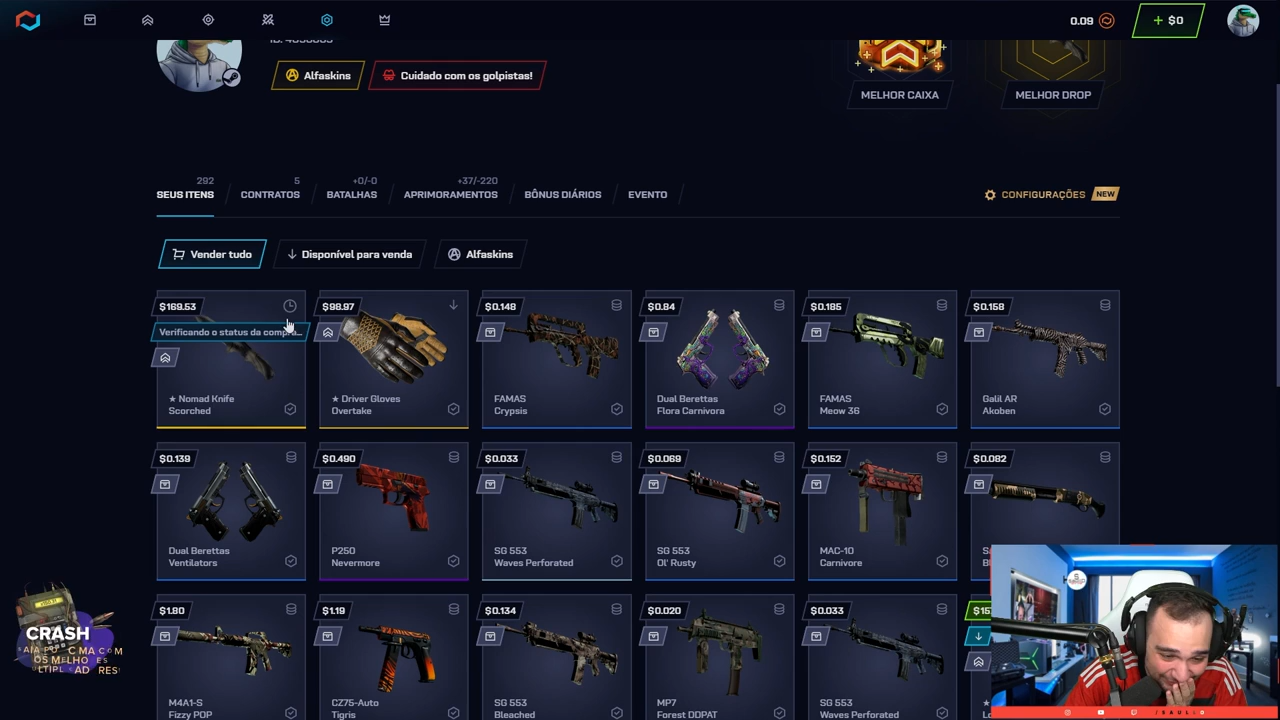 0.09
+ $0
Alfaskins
Cuidado com os golpistas!
MELHOR CAIXA
MELHOR DROP
292
5
+0/-0
+37/-220
SEUS ITENS
CONTRATOS
BATALHAS
APRIMORAMENTOS
BÔNUS DIÁRIOS
EVENTO
CONFIGURAÇÕES
NEW
Vender tudo
Disponível para venda
Alfaskins
$169.53
$98.97
$0.148
$0.84
$0.185
$0.158
Verificando o status da compra...
★ Nomad Knife
Scorched
★ Driver Gloves
Overtake
FAMAS
Crypsis
Dual Berettas
Flora Carnivora
FAMAS
Meow 36
Galil AR
Akoben
$0.139
$0.490
$0.033
$0.069
$0.152
$0.082
Dual Berettas
Ventilators
P250
Nevermore
SG 553
Waves Perforated
SG 553
Ol' Rusty
MAC-10
Carnivore
$1.80
$1.19
$0.134
$0.020
$0.033
M4A1-S
Fizzy POP
CZ75-Auto
Tigris
SG 553
Bleached
MP7
Forest DDPAT
SG 553
Waves Perforated
CRASH